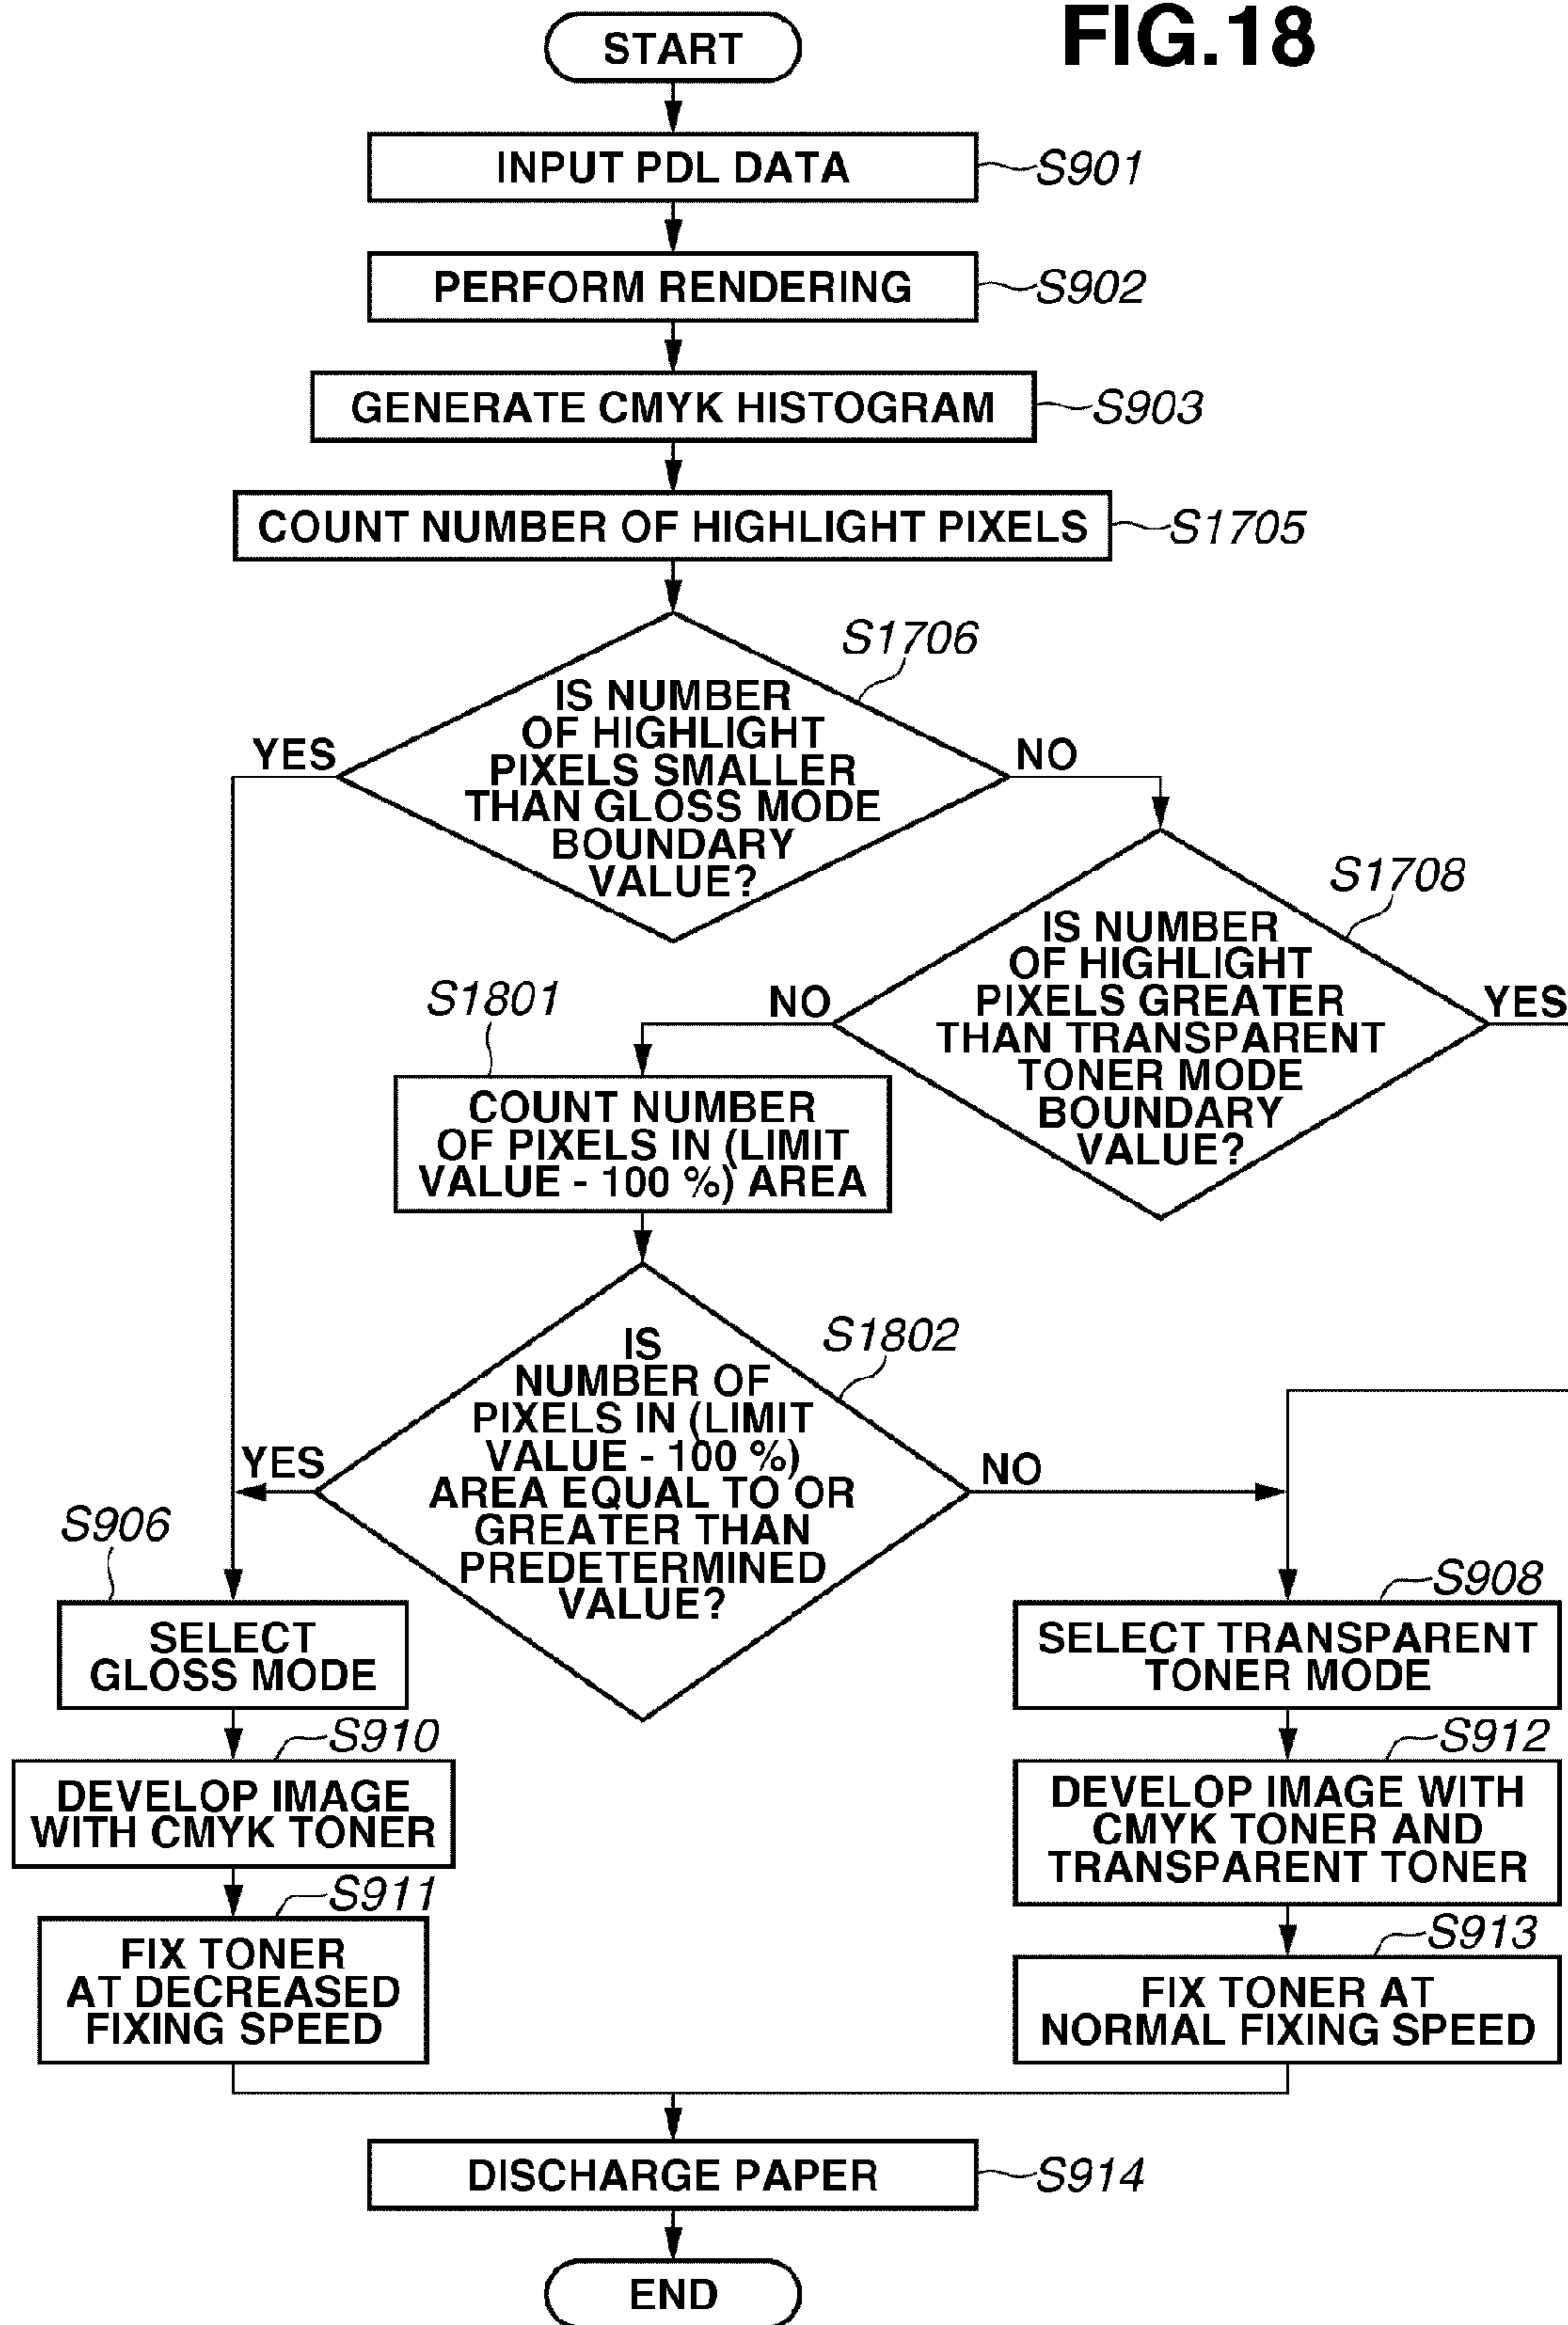 FIG.18
START
INPUT PDL DATA
S901
PERFORM RENDERING
S902
GENERATE CMYK HISTOGRAM
S903
COUNT NUMBER OF HIGHLIGHT PIXELS
S1705
S1706
IS NUMBER
OF HIGHLIGHT
PIXELS SMALLER
THAN GLOSS MODE
BOUNDARY
VALUE?
YES
NO
S1708
IS NUMBER
OF HIGHLIGHT
PIXELS GREATER
THAN TRANSPARENT
TONER MODE
BOUNDARY
VALUE?
NO
YES
S1801
COUNT NUMBER
OF PIXELS IN (LIMIT
VALUE - 100 %) AREA
S1802
IS
NUMBER OF
PIXELS IN (LIMIT
VALUE - 100 %)
AREA EQUAL TO OR
GREATER THAN
PREDETERMINED
VALUE?
YES
NO
S906
SELECT
GLOSS MODE
S910
DEVELOP IMAGE
WITH CMYK TONER
S911
FIX TONER
AT DECREASED
FIXING SPEED
S908
SELECT TRANSPARENT
TONER MODE
S912
DEVELOP IMAGE WITH
CMYK TONER AND
TRANSPARENT TONER
S913
FIX TONER AT
NORMAL FIXING SPEED
DISCHARGE PAPER
S914
END